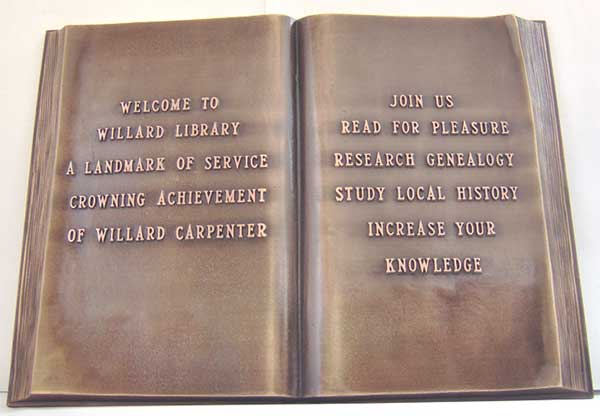 WELCOME TO
WILLARD LIBRARY
A LANDMARK OF SERVICE
CROWNING ACHIEVEMENT
OF WILLARD CARPENTER
JOIN US
READ FOR PLEASURE
RESEARCH GENEALOGY
STUDY LOCAL HISTORY
INCREASE YOUR
KNOWLEDGE